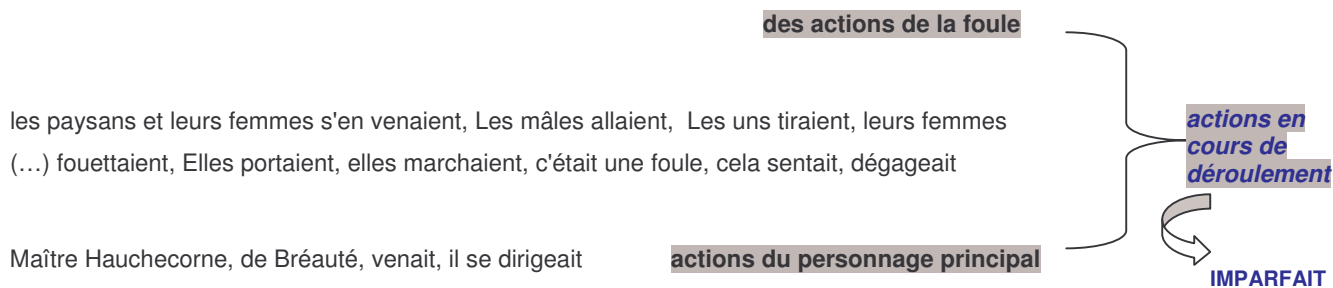 des actions de la foule
les paysans et leurs femmes s'en venaient, Les mâles allaient, Les uns tiraient, leurs femmes
(…) fouettaient, Elles portaient, elles marchaient, c'était une foule, cela sentait, dégageait
actions en
cours de
déroulement
Maître Hauchecorne, de Bréauté, venait, il se dirigeait actions du personnage principal
IMPARFAIT